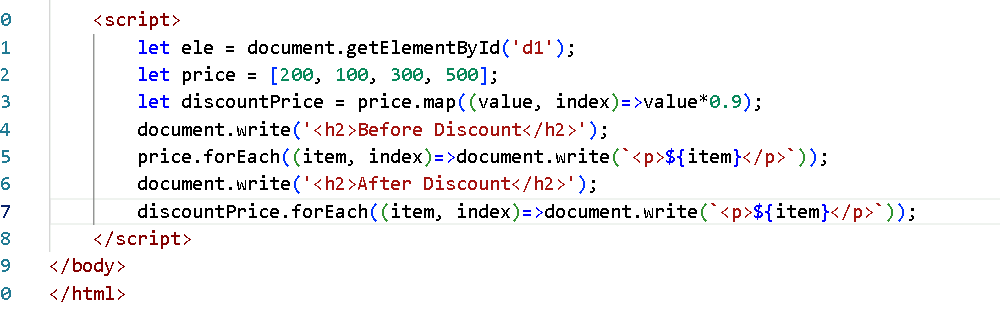 0 <script>
1 let ele = document.getElementById('d1');
2 let price = [200, 100, 300, 500];
3 let discountPrice = price.map((value, index)=>value*0.9);
4 document.write('<h2>Before Discount</h2>');
5 price.forEach((item, index)=>document.write(`<p>${item}</p>`));
6 document.write('<h2>After Discount</h2>');
7 discountPrice.forEach((item, index)=>document.write(`<p>${item}</p>`));
8 </script>
9 </body>
0 </html>